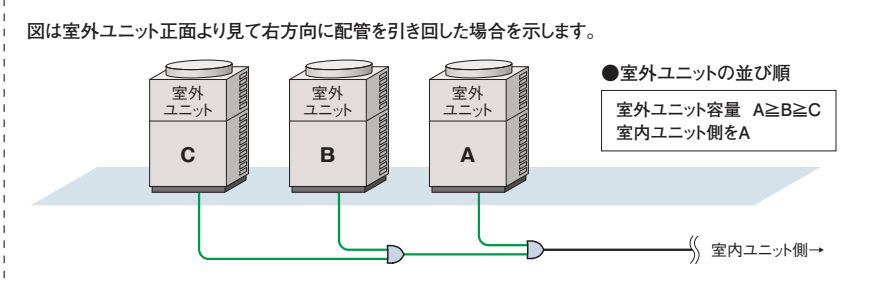 図は室外ユニット正面より見て右方向に配管を引き回した場合を示します。
●室外ユニットの並び順
室外ユニット容量 A≧B≧C
室内ユニット側をA
室外
ユニット
C
室外
ユニット
B
室外
ユニット
A
室内ユニット側→